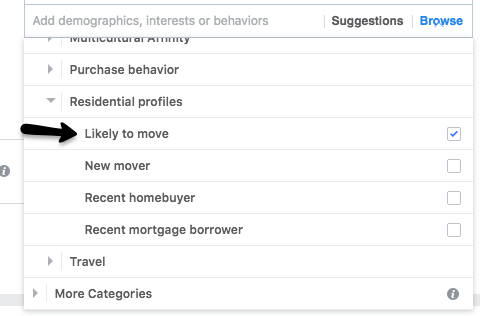 Add demographics, interests or behaviors Suggestions Browse
Multicultural Affinity
Purchase behavior
Residential profiles
Likely to move
New mover
Recent homebuyer
Recent mortgage borrower
Travel
More Categories